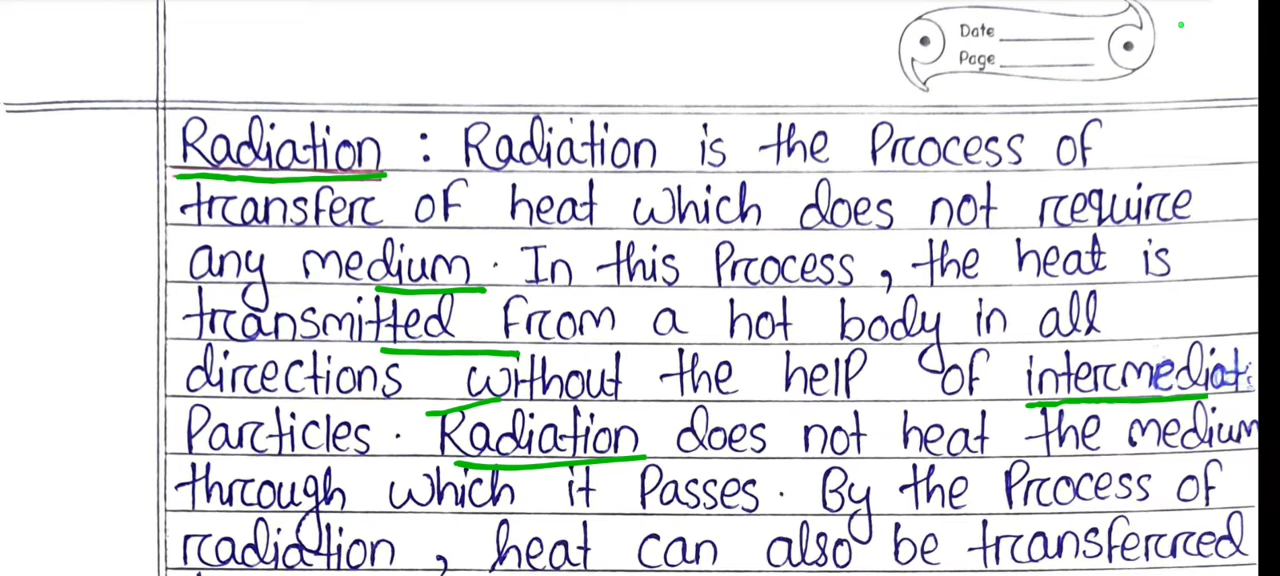 Date
Page
Radiation : Radiation is the Process of
transfer of heat which does not require
any medium. In this Process, the heat is
transmitted from a hot body in all
directions without the help of intermediat
Particles. Radiation does not heat the medium
through which it Passes. By the Process of
radiation, heat can also be transferred